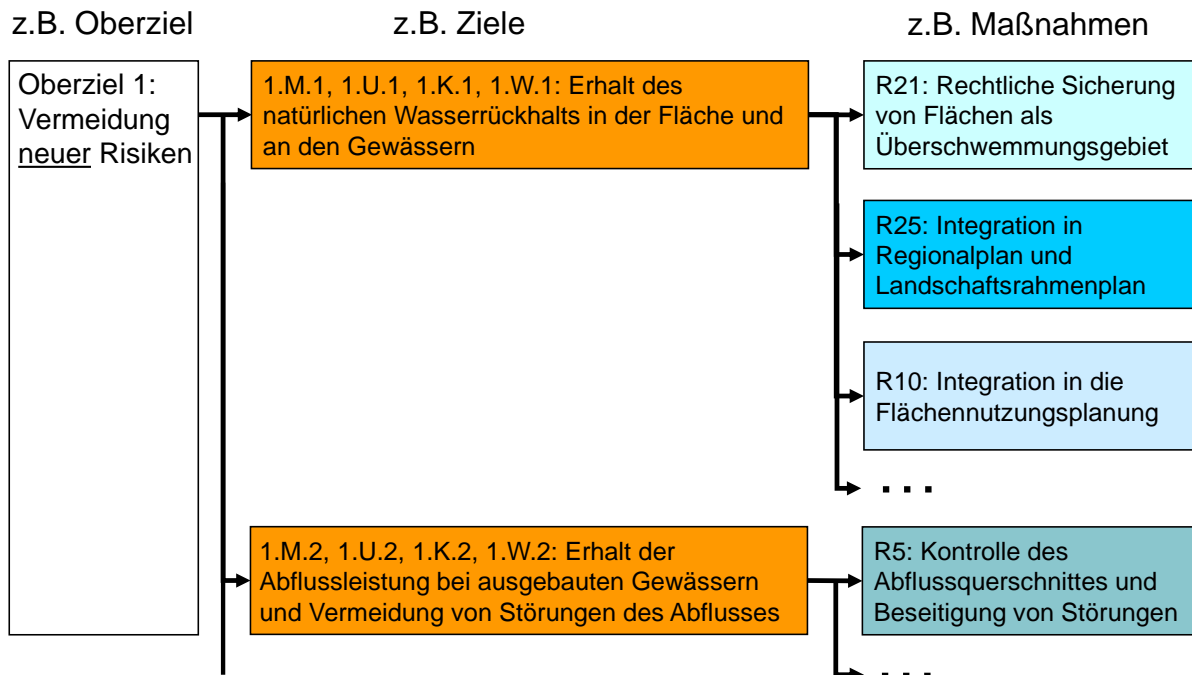 z.B. Oberziel
z.B. Ziele
z.B. Maßnahmen
Oberziel 1:
Vermeidung
neuer Risiken
1.M.1, 1.U.1, 1.K.1, 1.W.1: Erhalt des
natürlichen Wasserrückhalts in der Fläche und
an den Gewässern
R21: Rechtliche Sicherung
von Flächen als
Überschwemmungsgebiet
R25: Integration in
Regionalplan und
Landschaftsrahmenplan
R10: Integration in die
Flächennutzungsplanung
. . .
1.M.2, 1.U.2, 1.K.2, 1.W.2: Erhalt der
Abflussleistung bei ausgebauten Gewässern
und Vermeidung von Störungen des Abflusses
R5: Kontrolle des
Abflussquerschnittes und
Beseitigung von Störungen
. . .